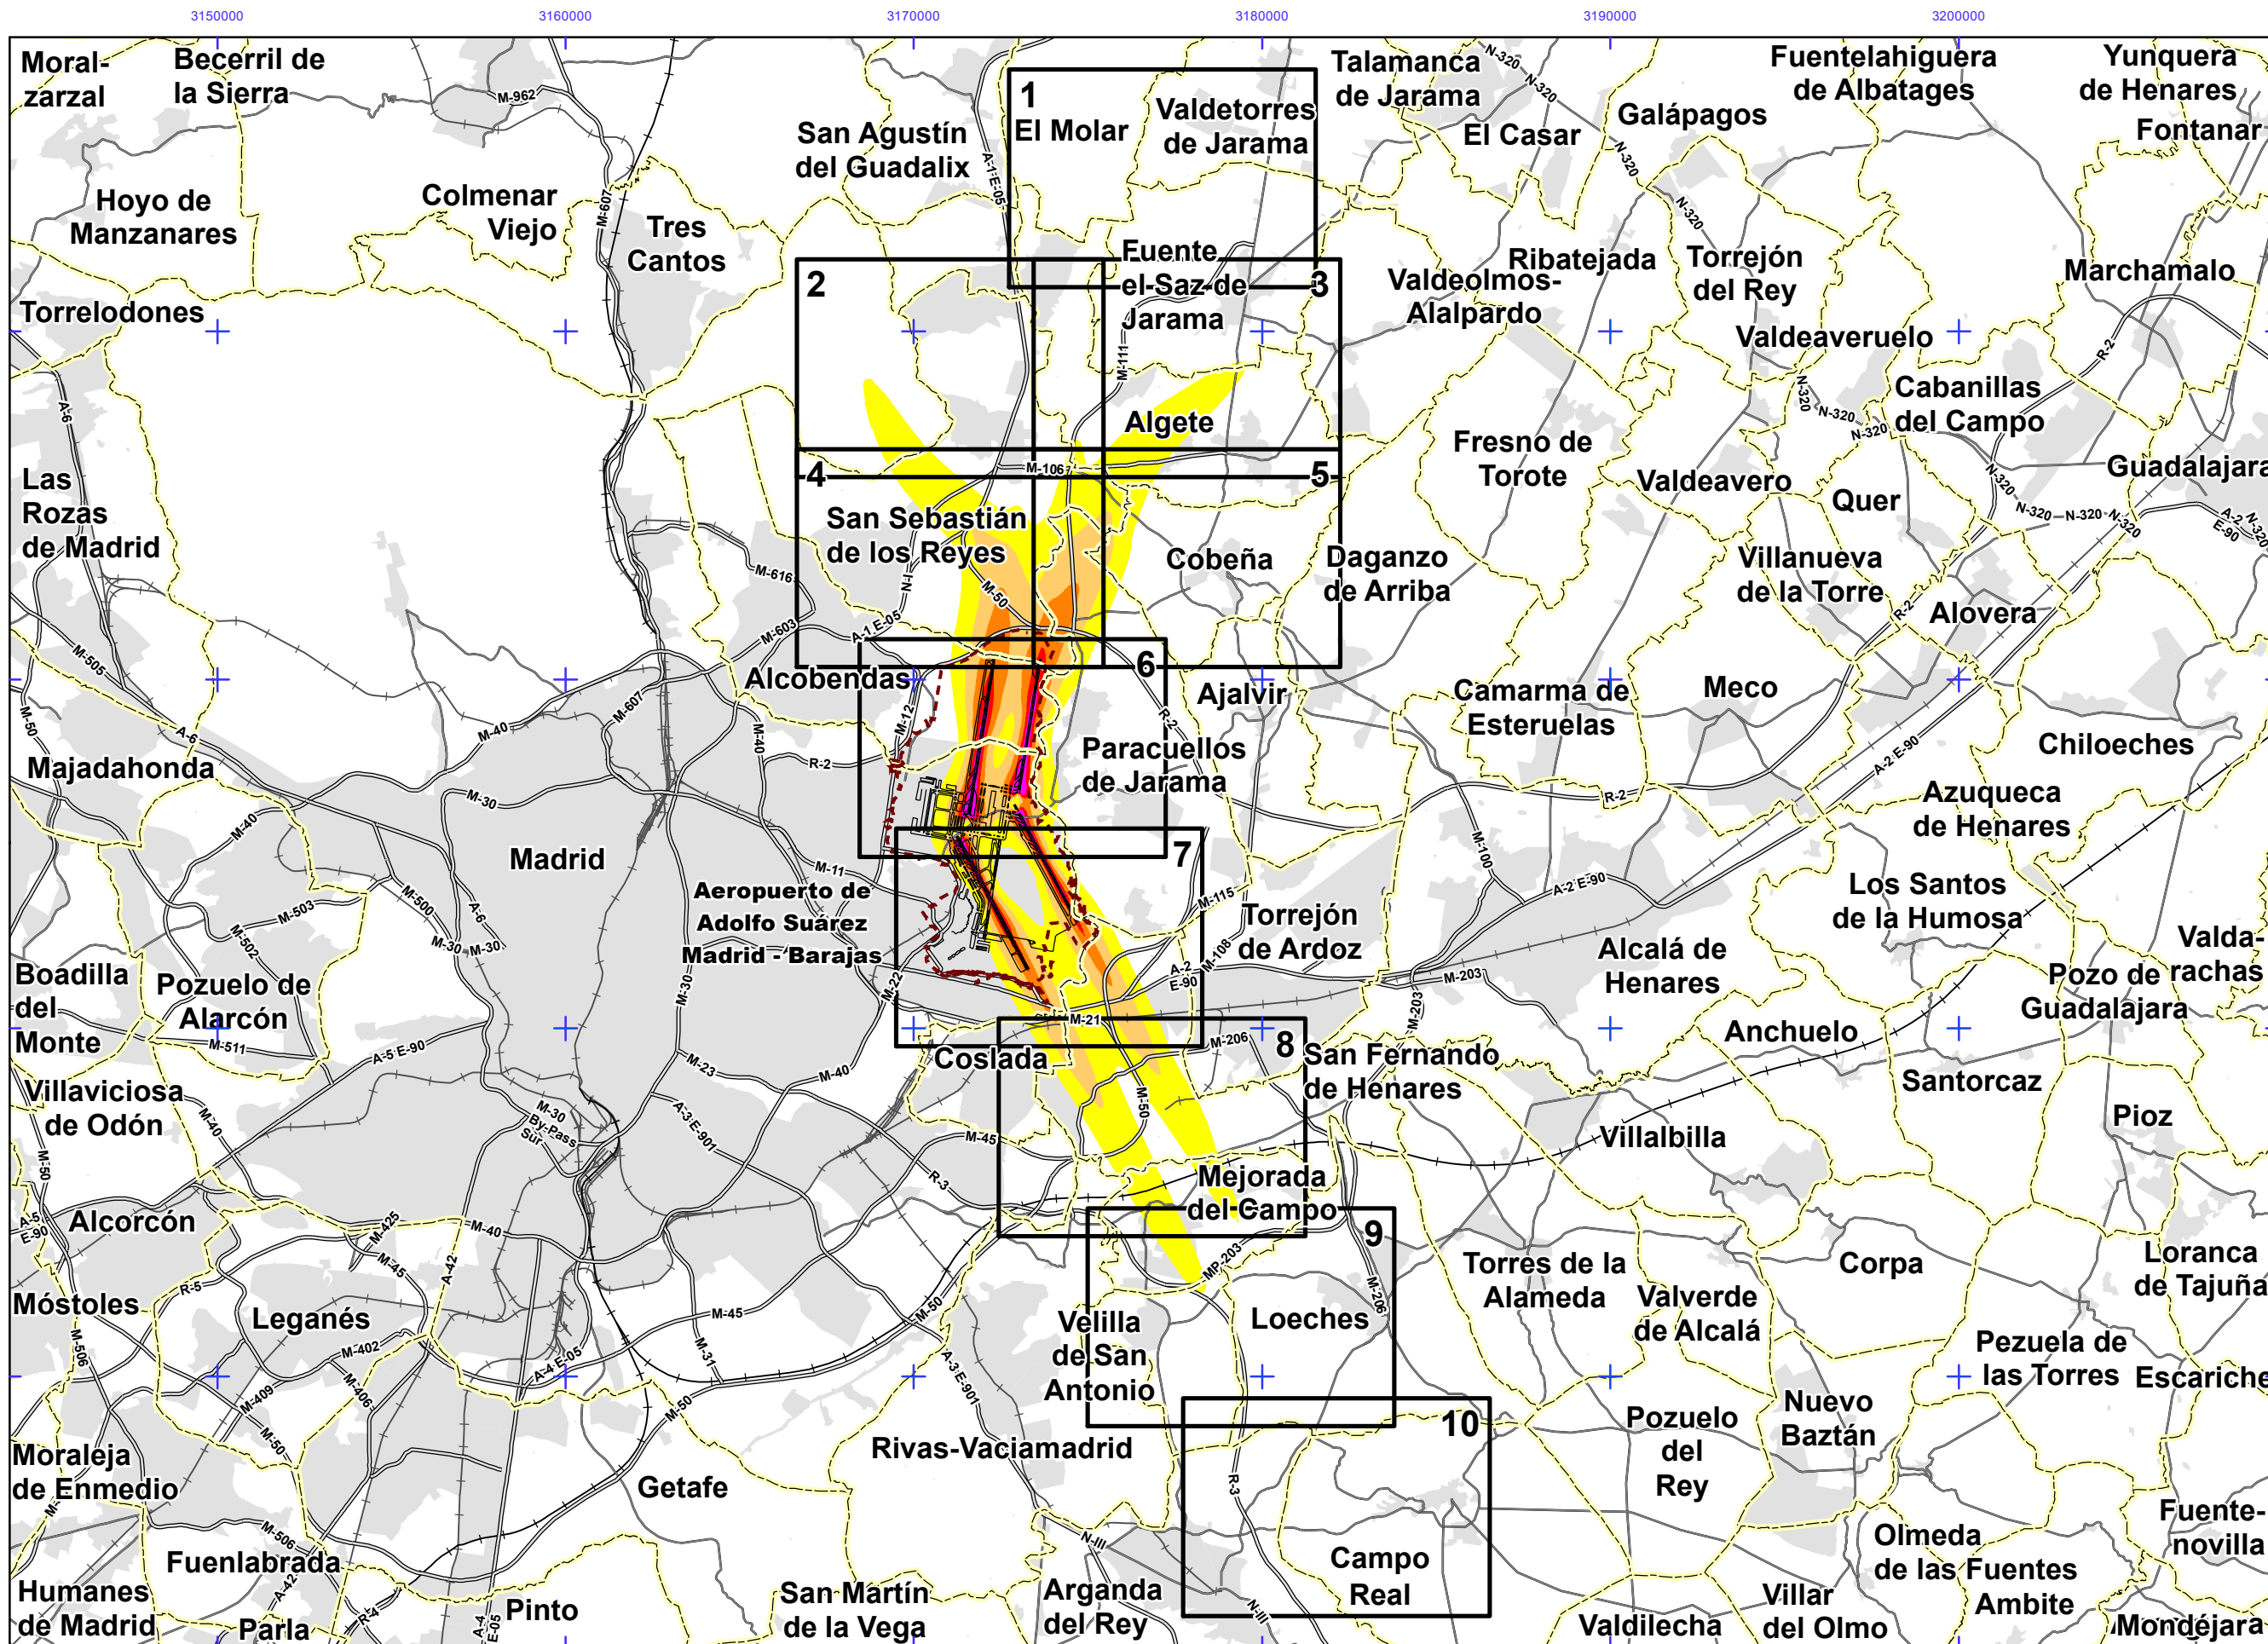 3150000
3160000
3170000
3180000
3190000
3200000
Moral-
zarzal
Becerril de
la Sierra
M-962
San Agustín
del Guadalix
A-1 E-05
1
El Molar
Valdetorres
de Jarama
Talamanca
de Jarama
N-320
N-320
El Casar
Galápagos
Fuentelahiguera
de Albatages
Yunquera
de Henares
Fontanar
Hoyo de
Manzanares
Colmenar
Viejo
M-607
Tres
Cantos
N-320
N-320
Fuente
el Saz de
Jarama
2
3
Valdeolmos-
Alalpardo
Ribatejada
Torrejón
del Rey
Marchamalo
Torrelodones
Valdeaveruelo
R-2
M-111
A-6
Algete
N-320
N-320
N-320
Cabanillas
del Campo
Fresno de
Torote
Las
Rozas
de Madrid
4
M-106
5
Valdeavero
Quer
Guadalajara
N-320
N-320
N-320
N-320
A-2
E-90
N-320
San Sebastián
de los Reyes
Cobeña
Daganzo
de Arriba
Villanueva
de la Torre
M-616
N-I
M-50
R-2
Alovera
M-603
A-1 E-05
M-505
6
Alcobendas
Ajalvir
Camarma de
Esteruelas
Meco
M-50
M-607
M-12
R-2
A-6
M-40
M-40
R-2
Paracuellos
de Jarama
Chiloeches
A-2 E-90
Majadahonda
M-30
R-2
Azuqueca
de Henares
M-40
7
Madrid
M-11
M-100
A-2 E-90
Los Santos
de la Humosa
Aeropuerto de
Adolfo Suárez
Madrid - Barajas
M-503
M-500
A-6
M-115
Torrejón
de Ardoz
M-502
M-30
M-30
M-108
Alcalá de
Henares
Valda-
rachas
Boadilla
del
Monte
Pozuelo de
Alarcón
M-30
M-22
A-2
E-90
M-203
M-203
Pozo de
Guadalajara
M-21
Anchuelo
M-511
A-5 E-90
Coslada
M-206
8
San Fernando
de Henares
M-23
M-40
Santorcaz
Villaviciosa
de Odón
M-40
M-30
By-Pass
Sur
A-3 E-901
M-50
Pioz
M-45
Villalbilla
M-50
R-3
Mejorada
del Campo
A-5
E-90
Alcorcón
M-425
M-40
9
MP-203
M-45
A-42
Torres de la
Alameda
Corpa
Loranca
de Tajuña
R-5
M-206
Móstoles
Leganés
M-45
M-50
Velilla
de San
Antonio
Loeches
Valverde
de Alcalá
M-506
M-402
A-4 E-05
M-31
A-3 E-901
Pezuela de
las Torres
Escariche
M-409
M-406
M-50
M-50
10
Pozuelo
del
Rey
Nuevo
Baztán
Moraleja
de Enmedio
Rivas-Vaciamadrid
Getafe
R-3
M-506
N-III
Fuente-
novilla
Fuenlabrada
Campo
Real
Olmeda
de las Fuentes
A-42
Humanes
de Madrid
R-4
A-4
E-05
Pinto
San Martín
de la Vega
Arganda
del Rey
N-III
Villar
del Olmo
Ambite
Parla
Valdilecha
Mondéjar